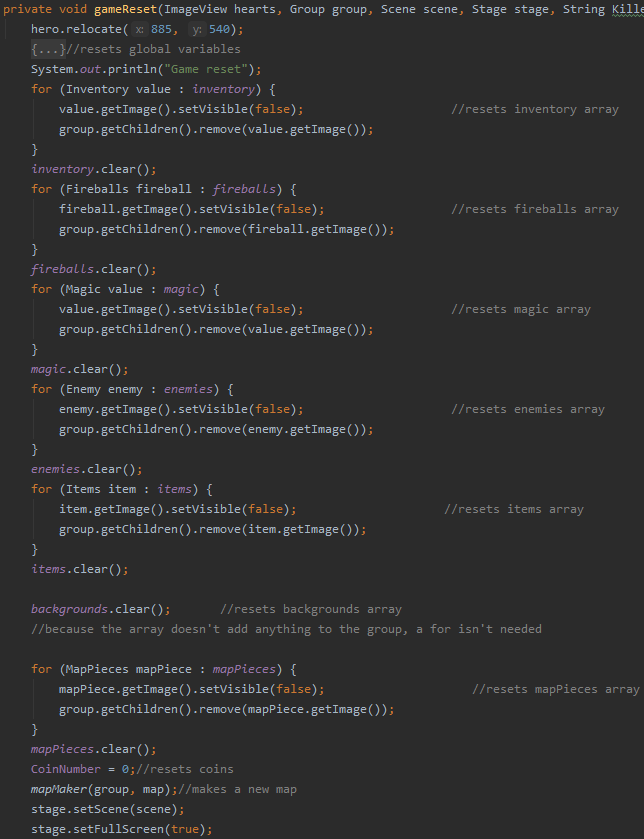 private void gameReset(ImageView hearts, Group group, Scene scene, Stage stage, String Kille
hero.relocate( x: 885, y: 540);
{...}//resets global variables
System.out.println("Game reset");
for (Inventory value : inventory) {
value.getImage().setVisible(false); //resets inventory array
group.getChildren().remove(value.getImage());
}
inventory.clear();
for (Fireballs fireball : fireballs) {
fireball.getImage().setVisible(false); //resets fireballs array
group.getChildren().remove(fireball.getImage());
}
fireballs.clear();
for (Magic value : magic) {
value.getImage().setVisible(false); //resets magic array
group.getChildren().remove(value.getImage());
}
magic.clear();
for (Enemy enemy : enemies) {
enemy.getImage().setVisible(false); //resets enemies array
group.getChildren().remove(enemy.getImage());
}
enemies.clear();
for (Items item : items) {
item.getImage().setVisible(false); //resets items array
group.getChildren().remove(item.getImage());
}
items.clear();
backgrounds.clear(); //resets backgrounds array
//because the array doesn't add anything to the group, a for isn't needed
for (MapPieces mapPiece : mapPieces) {
mapPiece.getImage().setVisible(false); //resets mapPieces array
group.getChildren().remove(mapPiece.getImage());
}
mapPieces.clear();
CoinNumber = 0;//resets coins
mapMaker(group, map);//makes a new map
stage.setScene(scene);
stage.setFullScreen(true);